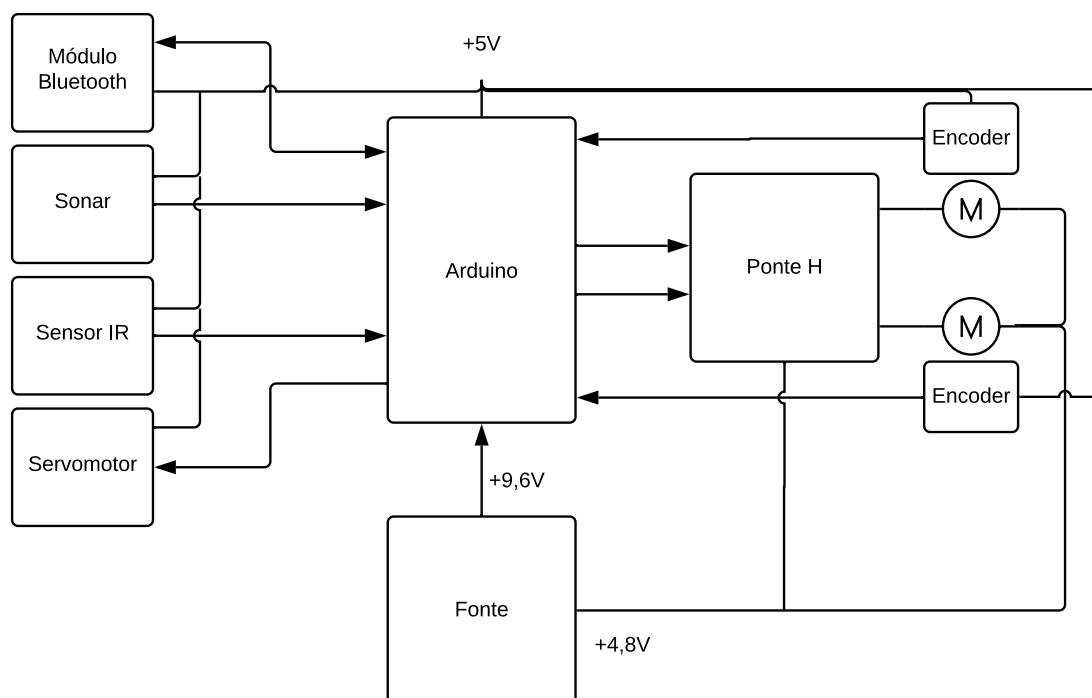 Módulo
Bluetooth
+5V
Encoder
Sonar
M
Arduino
Ponte H
Sensor IR
M
Encoder
Servomotor
+9,6V
Fonte
+4,8V